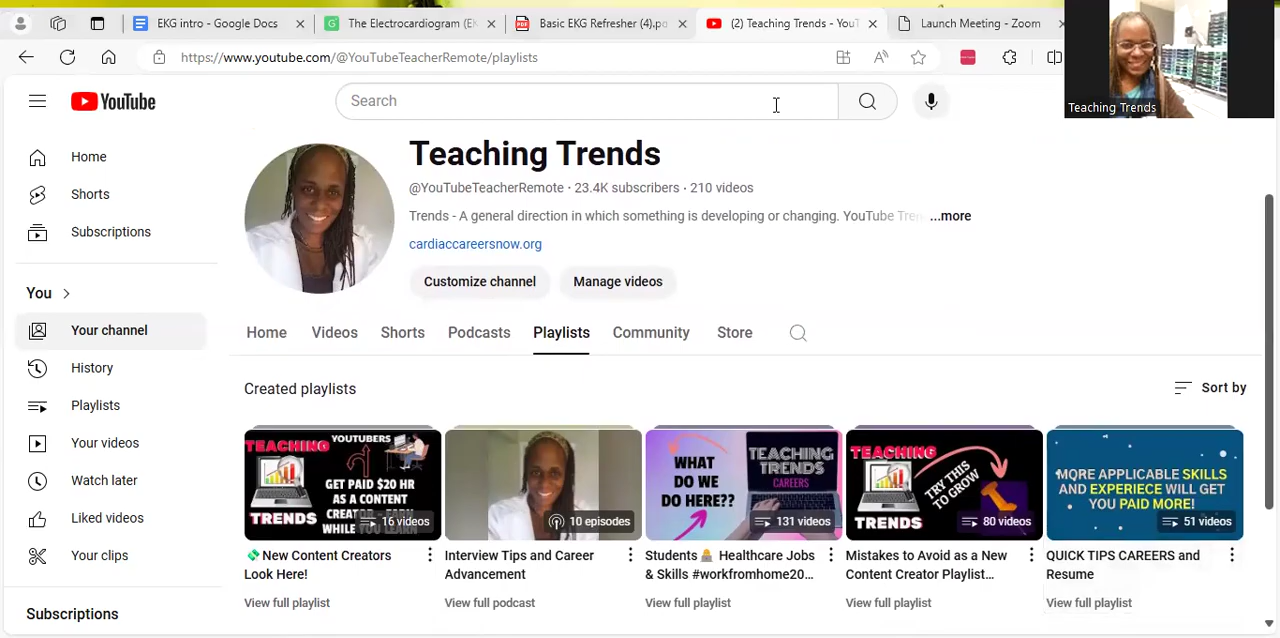 EKG intro - Google Docs
The Electrocardiogram (EK
Basic EKG Refresher (4).pd
(2) Teaching Trends - YouT
Launch Meeting - Zoom
https://www.youtube.com/@YouTubeTeacherRemote/playlists
YouTube
Search
Teaching Trends
Home
Shorts
Subscriptions
You
Your channel
History
Playlists
Your videos
Watch later
Liked videos
Your clips
Subscriptions
Teaching Trends
@YouTubeTeacherRemote · 23.4K subscribers · 210 videos
Trends - A general direction in which something is developing or changing. YouTube Tren ...more
cardiaccareersnow.org
Customize channel
Manage videos
Home
Videos
Shorts
Podcasts
Playlists
Community
Store
Created playlists
Sort by
TEACHING
TRENDS
YOUTUBERS
GET PAID $20 HR
AS A CONTENT
CREATOR - EARN
WHILE YOU LEARN
16 videos
New Content Creators
Look Here!
View full playlist
10 episodes
Interview Tips and Career
Advancement
View full podcast
WHAT
DO WE
DO HERE??
TEACHING
TRENDS
CAREERS
131 videos
Students Healthcare Jobs
& Skills #workfromhome20...
View full playlist
TEACHING
TRENDS
TRY THIS
TO GROW
80 videos
Mistakes to Avoid as a New
Content Creator Playlist...
View full playlist
MORE APPLICABLE SKILLS
AND EXPERIECE WILL GET
YOU PAID MORE!
51 videos
QUICK TIPS CAREERS and
Resume
View full playlist